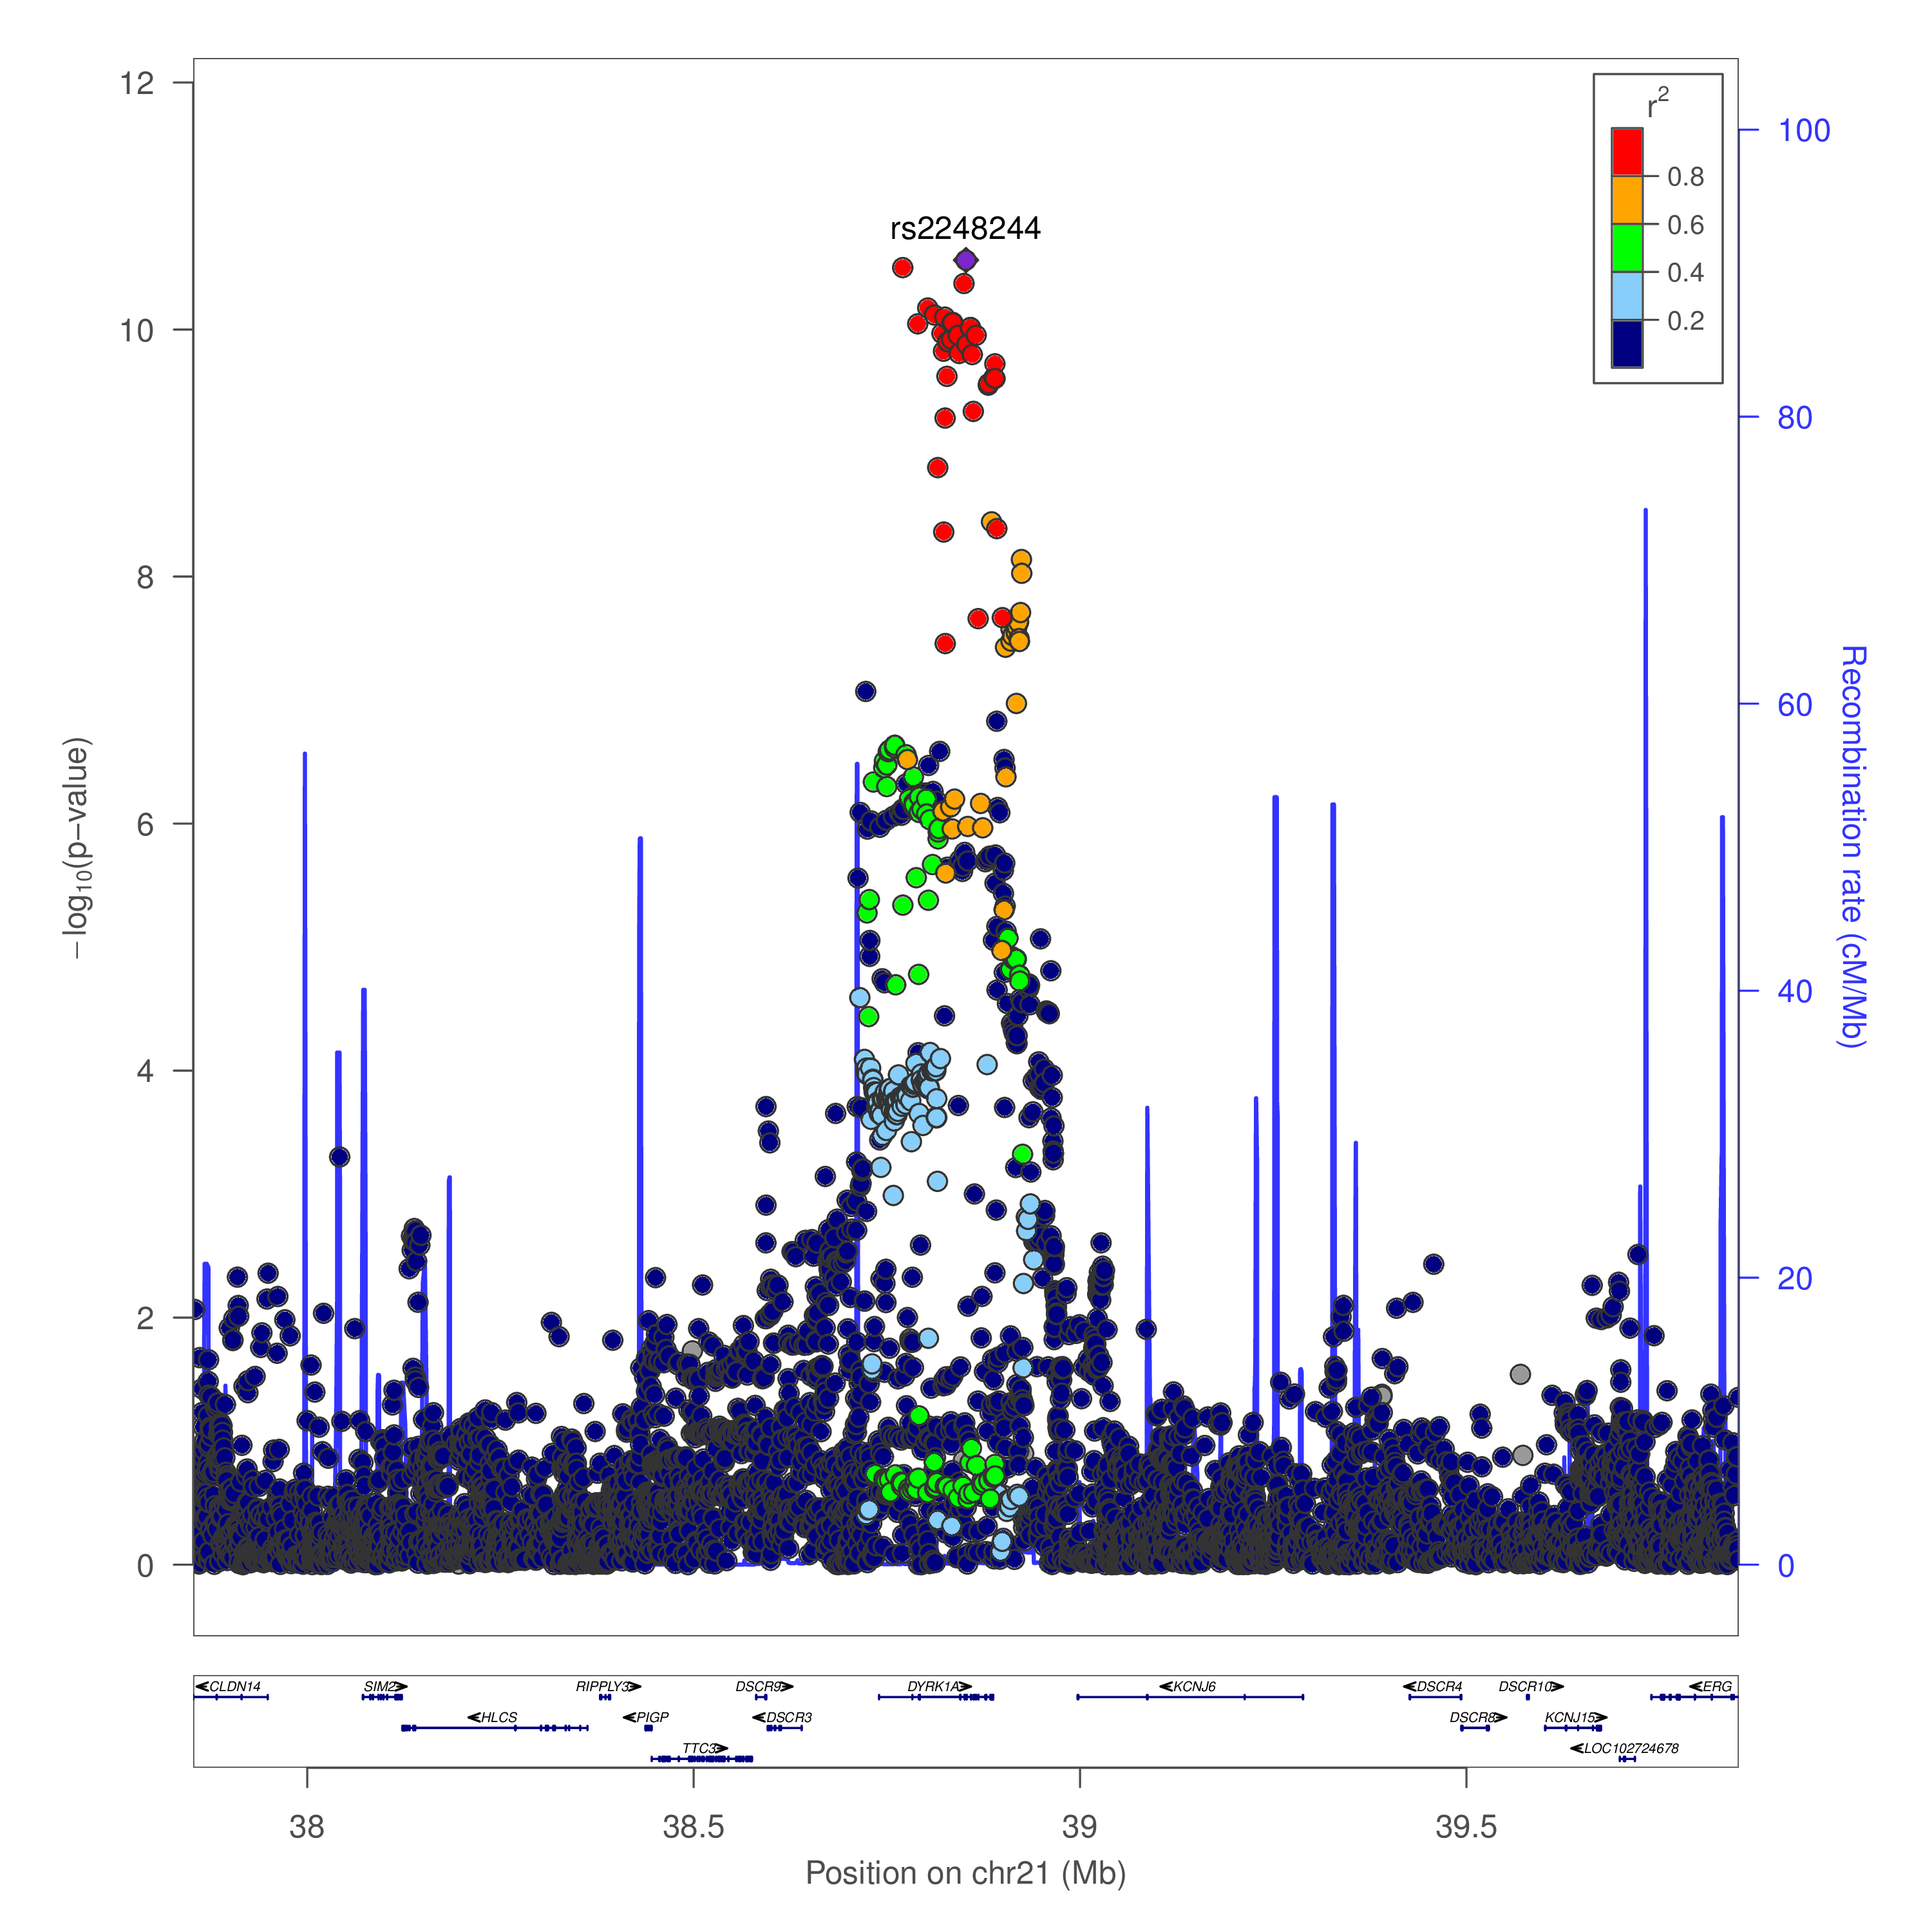 12
10
8
6
4
2
0
−log10(p−value)
rs2248244
r2
0.8
0.6
0.4
0.2
100
80
60
40
20
0
Recombination rate (cM/Mb)
CLDN14
SIM2
RIPPLY3
DSCR9
DYRK1A
KCNJ6
DSCR4
DSCR10
ERG
HLCS
PIGP
DSCR3
DSCR8
KCNJ15
TTC3
LOC102724678
38
38.5
39
39.5
Position on chr21 (Mb)